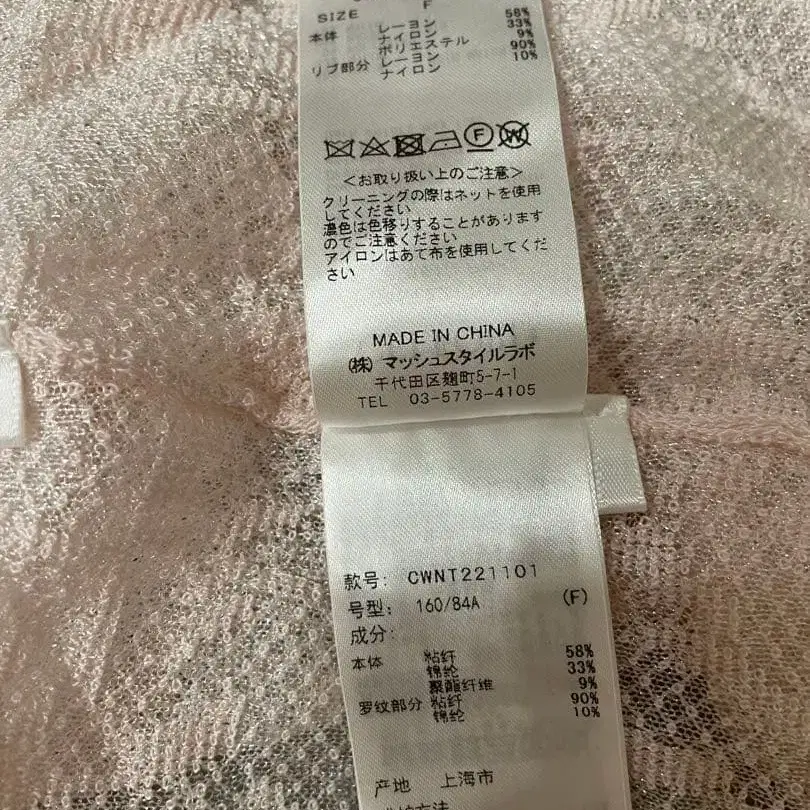 SIZE F
本体 レーヨン 58%
ナイロン 33%
ポリエステル 9%
リブ部分 レーヨン 90%
ナイロン 10%
F W
<お取り扱い上のご注意>
クリーニングの際はネットを使用
してください
濃色は色移りすることがあります
のでご注意ください
アイロンはあて布を使用してくだ
さい
MADE IN CHINA
(株) マッシュスタイルラボ
千代田区麹町5-7-1
TEL 03-5778-4105
款号: CWNT221101
号型: 160/84A (F)
成分:
本体 粘纤 58%
锦纶 33%
聚酯纤维 9%
罗纹部分 粘纤 90%
锦纶 10%
产地 上海市